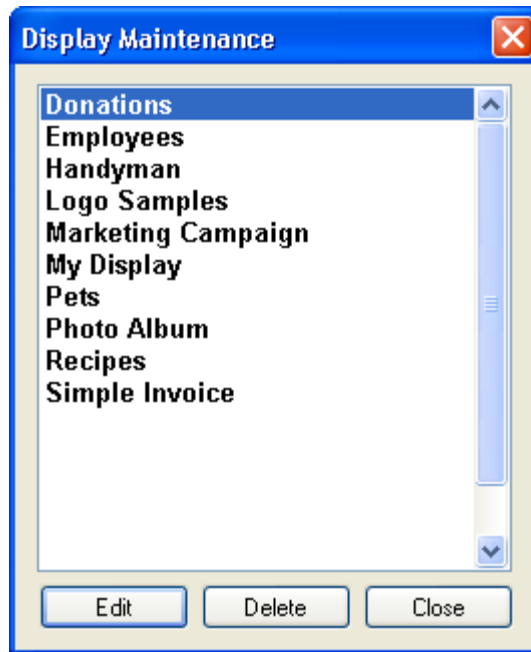 Display Maintenance
Donations
Employees
Handyman
Logo Samples
Marketing Campaign
My Display
Pets
Photo Album
Recipes
Simple Invoice
Edit Delete Close